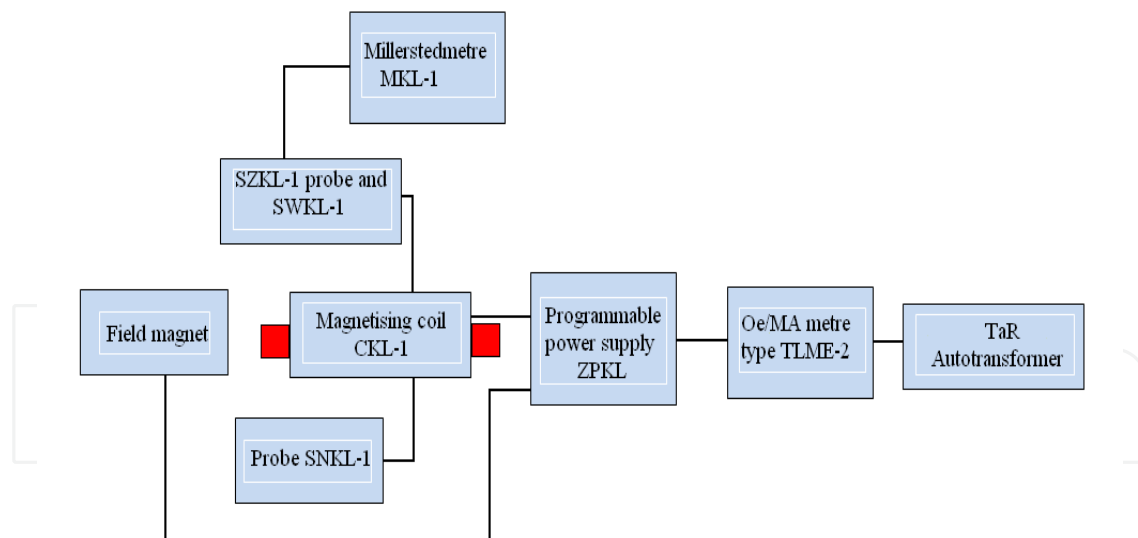 Millerstedmetre
MKL-1
SZKL-1 probe and
SWKL-1
Field magnet
Magnetising coil
CKL-1
Programmable
power supply
ZPKL
Oe/MA metre
type TLME-2
TaR
Autotransformer
Probe SNKL-1